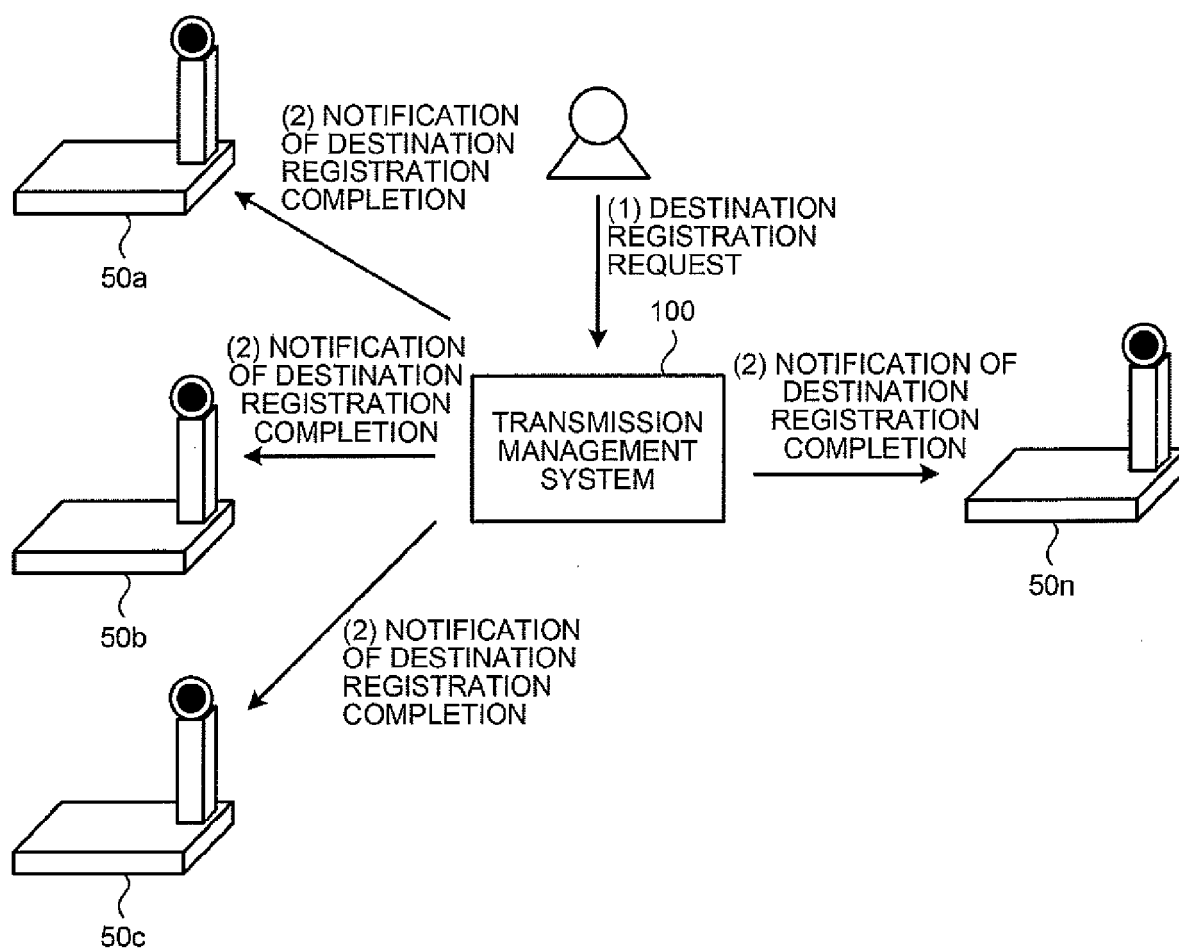 (2) NOTIFICATION
OF DESTINATION
REGISTRATION
COMPLETION
50a
(1) DESTINATION
REGISTRATION
REQUEST
100
(2) NOTIFICATION
OF DESTINATION
REGISTRATION
COMPLETION
50b
TRANSMISSION
MANAGEMENT
SYSTEM
(2) NOTIFICATION OF
DESTINATION
REGISTRATION
COMPLETION
50n
(2) NOTIFICATION
OF DESTINATION
REGISTRATION
COMPLETION
50c